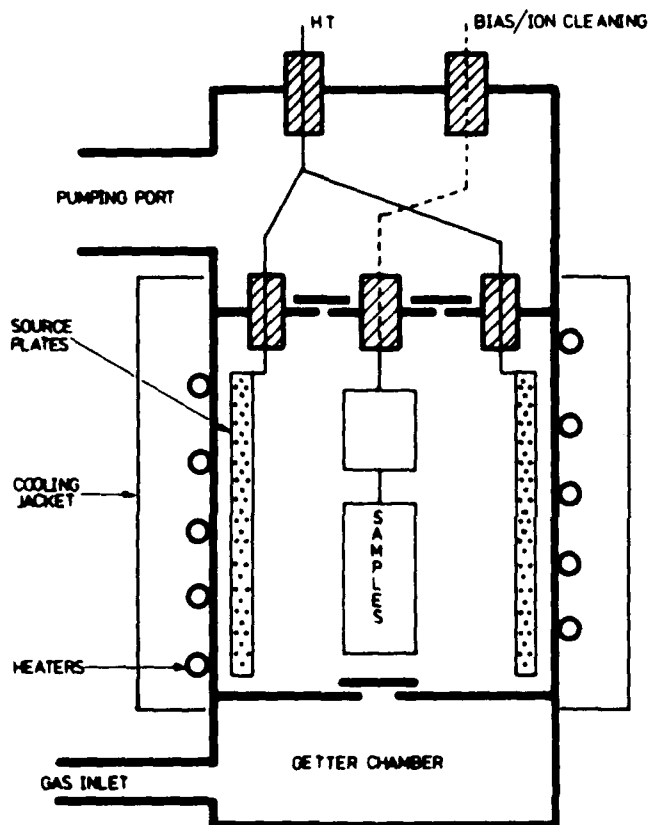 HT
BIAS/ION CLEANING
PUMPING PORT
SOURCE
PLATES
COOLING
JACKET
SAMPLES
HEATERS
GETTER CHAMBER
GAS INLET